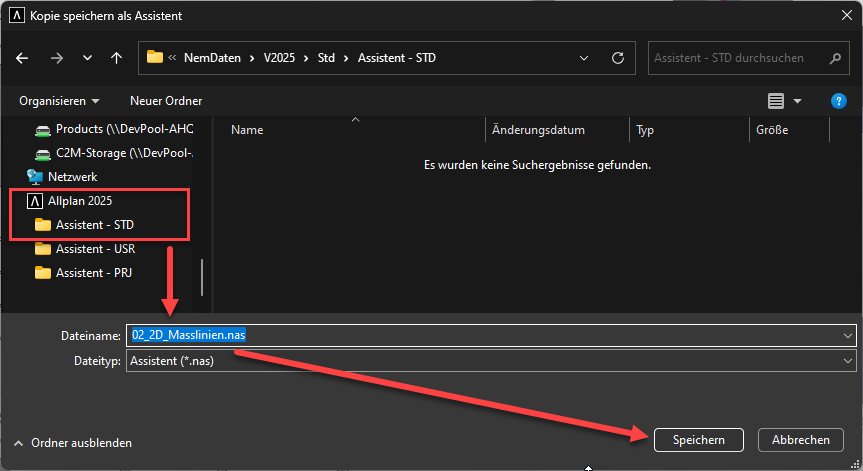 Kopie speichern als Assistent
« NemDaten › V2025 › Std › Assistent - STD
Assistent - STD durchsuchen
Organisieren
Neuer Ordner
Products (\\DevPool-AHC
C2M-Storage (\\DevPool-.
Netzwerk
Allplan 2025
Assistent - STD
Assistent - USR
Assistent - PRJ
Name
Änderungsdatum
Typ
Größe
Es wurden keine Suchergebnisse gefunden.
Dateiname: 02_2D_Masslinien.nas
Dateityp: Assistent (*.nas)
Ordner ausblenden
Speichern
Abbrechen